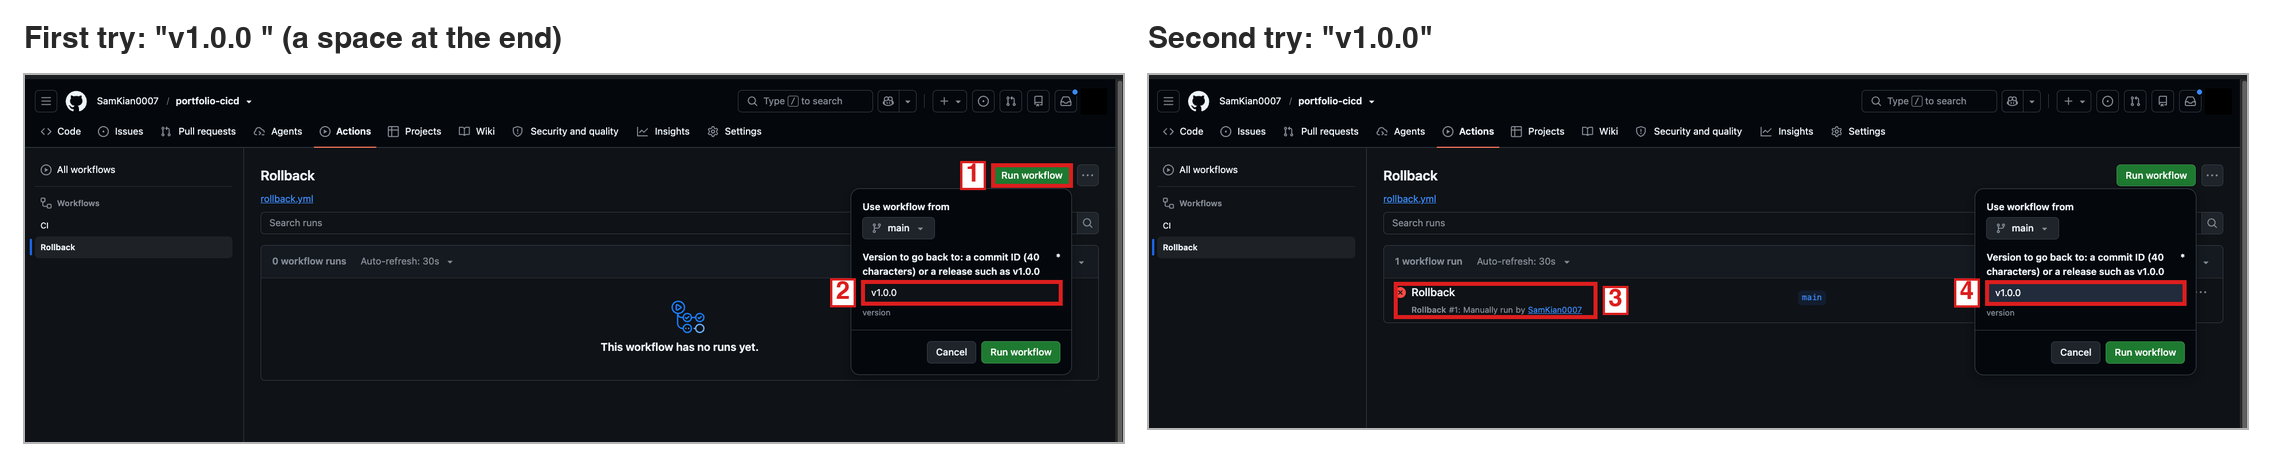 First try: "v1.0.0 " (a space at the end)
SamKian0007 / portfolio-cicd
Type / to search
Code
Issues
Pull requests
Agents
Actions
Projects
Wiki
Security and quality
Insights
Settings
All workflows
Workflows
CI
Rollback
Rollback
rollback.yml
1
Run workflow
Search runs
0 workflow runs
Auto-refresh: 30s
This workflow has no runs yet.
Use workflow from
main
Version to go back to: a commit ID (40
characters) or a release such as v1.0.0
2
v1.0.0
version
Cancel
Run workflow
Second try: "v1.0.0"
SamKian0007 / portfolio-cicd
Type / to search
Code
Issues
Pull requests
Agents
Actions
Projects
Wiki
Security and quality
Insights
Settings
All workflows
Workflows
CI
Rollback
Rollback
rollback.yml
Run workflow
Search runs
1 workflow run
Auto-refresh: 30s
Rollback
Rollback #1: Manually run by SamKian0007
3
main
Use workflow from
main
Version to go back to: a commit ID (40
characters) or a release such as v1.0.0
4
v1.0.0
version
Cancel
Run workflow